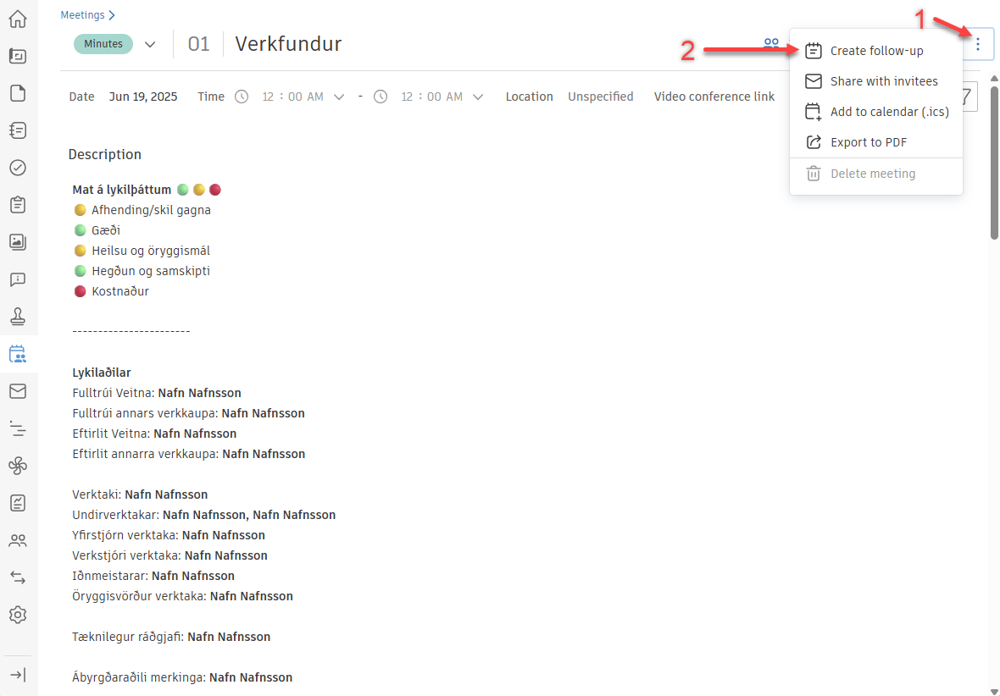 Meetings
Minutes 01 Verkfundur
1
2
Create follow-up
Share with invitees
Add to calendar (.ics)
Export to PDF
Delete meeting
Date Jun 19, 2025 Time 12 : 00 AM - 12 : 00 AM Location Unspecified Video conference link
Description
Mat á lykilþáttum
Afhending/skil gagna
Gæði
Heilsu og öryggismál
Hegðun og samskipti
Kostnaður
-----------------------
Lykilaðilar
Fulltrúi Veitna: Nafn Nafnsson
Fulltrúi annars verkkaupa: Nafn Nafnsson
Eftirlit Veitna: Nafn Nafnsson
Eftirlit annarra verkkaupa: Nafn Nafnsson
Verktaki: Nafn Nafnsson
Undirverktakar: Nafn Nafnsson, Nafn Nafnsson
Yfirstjórn verktaka: Nafn Nafnsson
Verkstjóri verktaka: Nafn Nafnsson
Iðnmeistarar: Nafn Nafnsson
Öryggisvörður verktaka: Nafn Nafnsson
Tæknilegur ráðgjafi: Nafn Nafnsson
Ábyrgðaraðili merkinga: Nafn Nafnsson